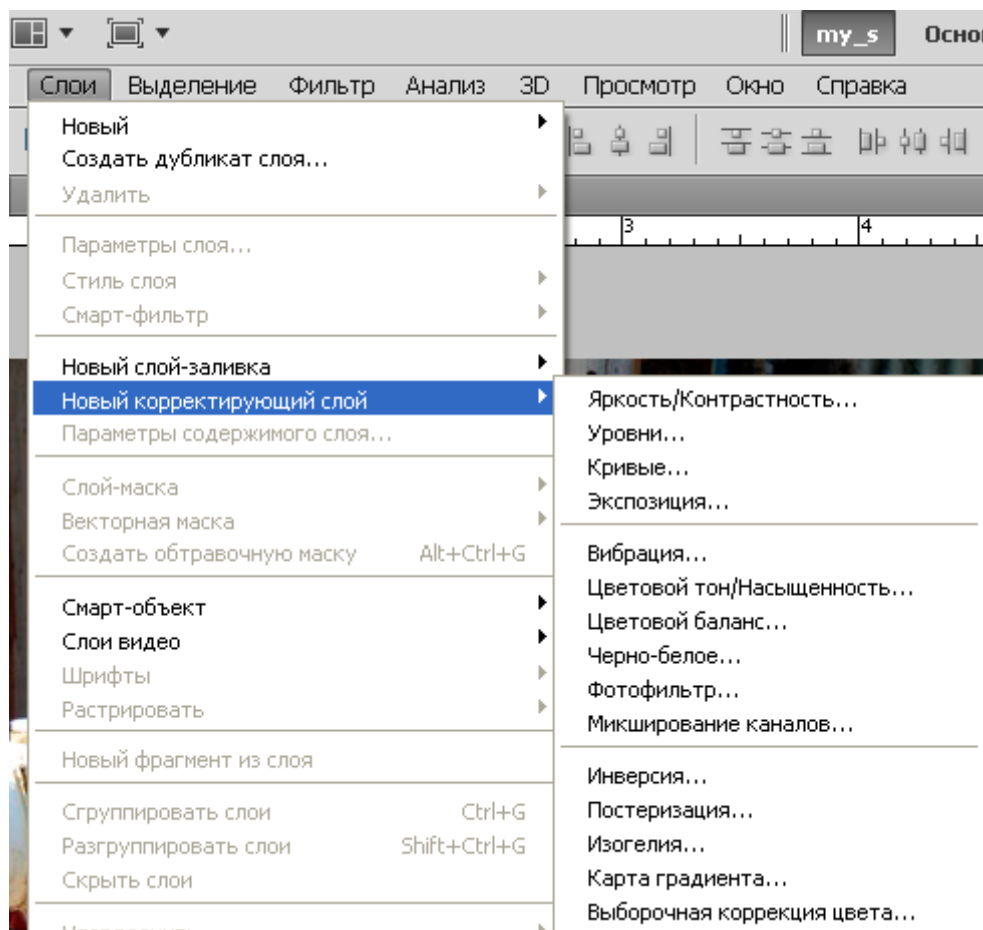 my_s Осно
Слои Выделение Фильтр Анализ 3D Просмотр Окно Справка
Новый
Создать дубликат слоя...
Удалить
3 4
Параметры слоя...
Стиль слоя
Смарт-фильтр
Новый слой-заливка
Новый корректирующий слой
Параметры содержимого слоя...
Слой-маска
Векторная маска
Создать обтравочную маску Alt+Ctrl+G
Смарт-объект
Слои видео
Шрифты
Растрировать
Новый фрагмент из слоя
Сгруппировать слои Ctrl+G
Разгруппировать слои Shift+Ctrl+G
Скрыть слои
Яркость/Контрастность...
Уровни...
Кривые...
Экспозиция...
Вибрация...
Цветовой тон/Насыщенность...
Цветовой баланс...
Черно-белое...
Фотофильтр...
Микширование каналов...
Инверсия...
Постеризация...
Изогелия...
Карта градиента...
Выборочная коррекция цвета...